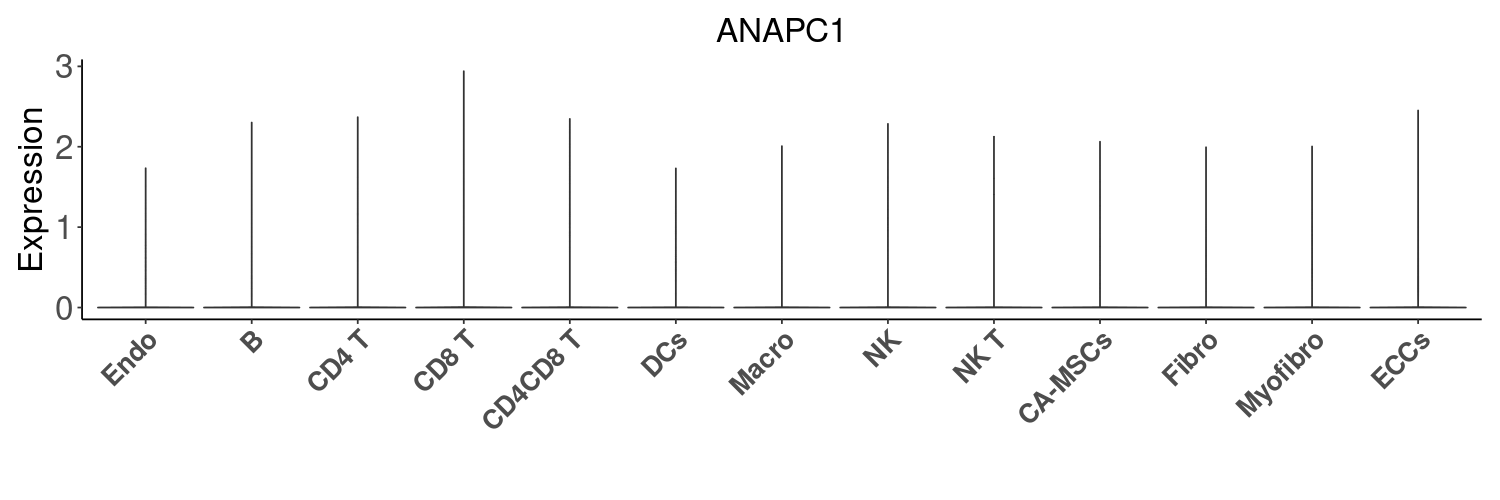 ANAPC1
Expression
3
2
1
0
Endo
B
CD4 T
CD8 T
CD4CD8 T
DCs
Macro
NK
NK T
CA-MSCs
Fibro
Myofibro
ECCs